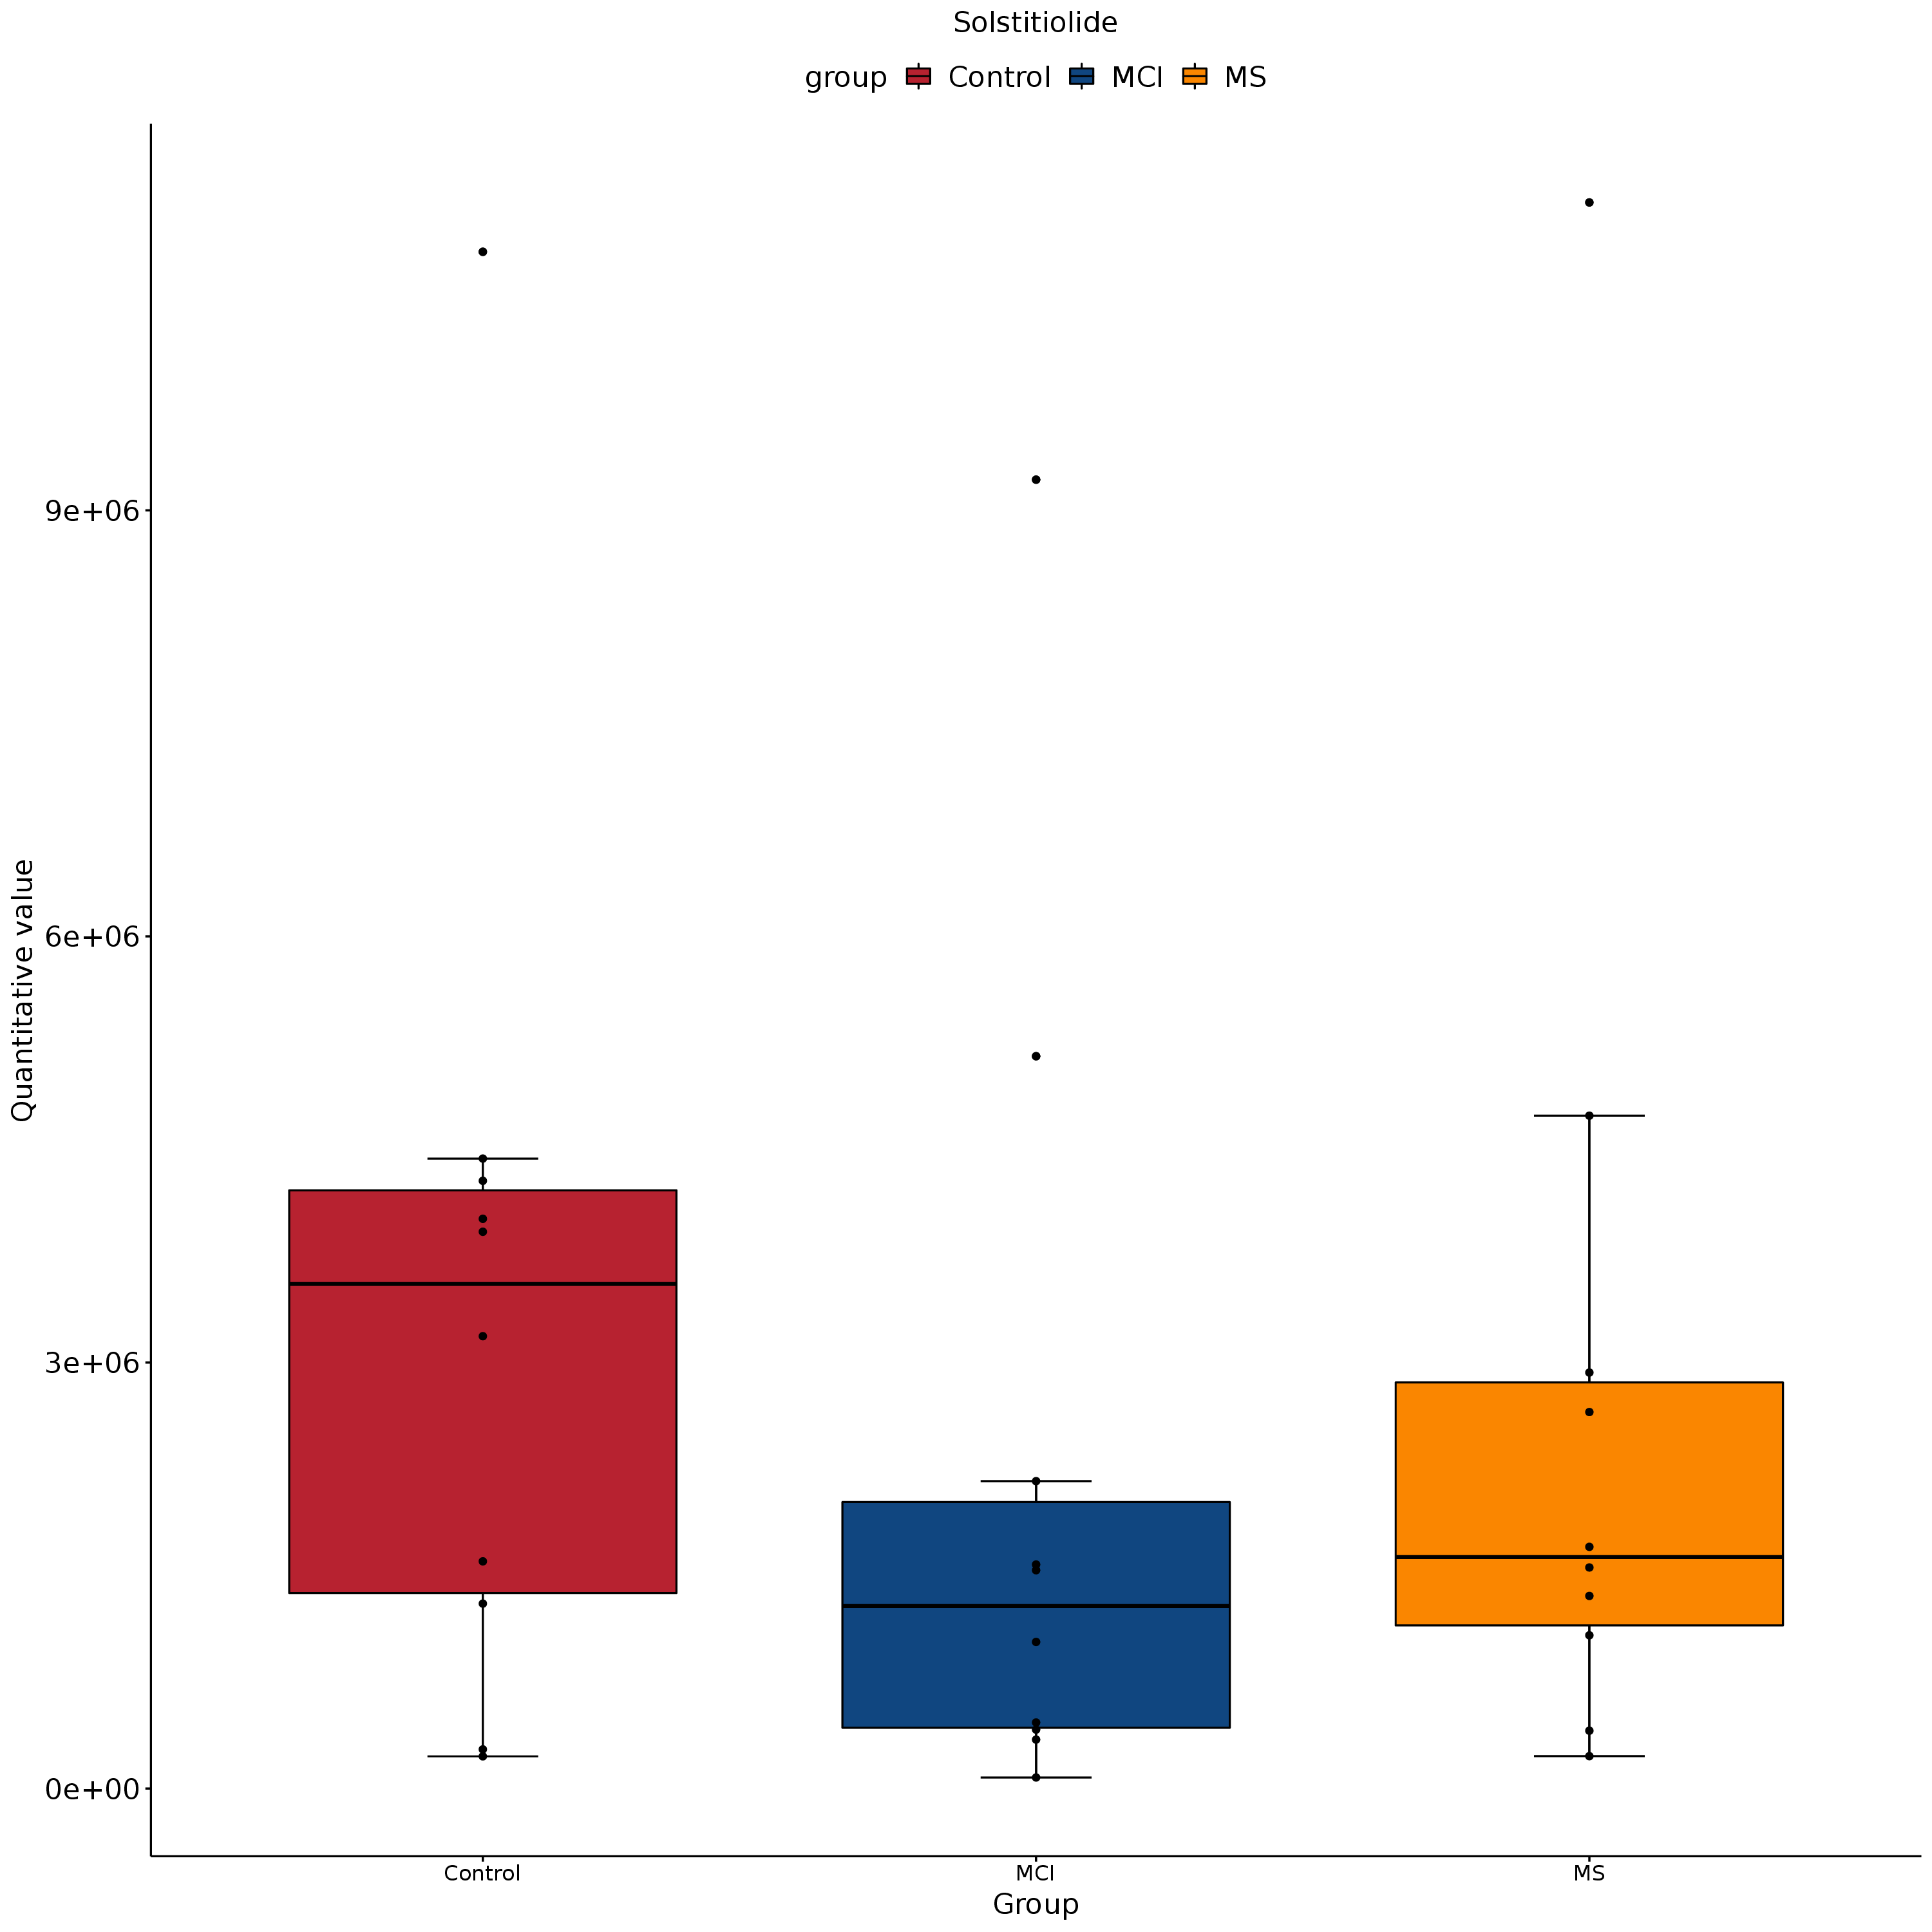 Solstitiolide
group Control MCI MS
Quantitative value
9e+06
6e+06
3e+06
0e+00
Control MCI MS
Group